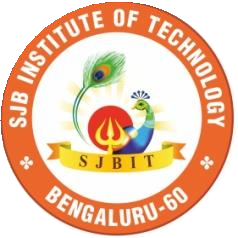 SJB INSTITUTE OF TECHNOLOGY
SJBIT
BENGALURU-60